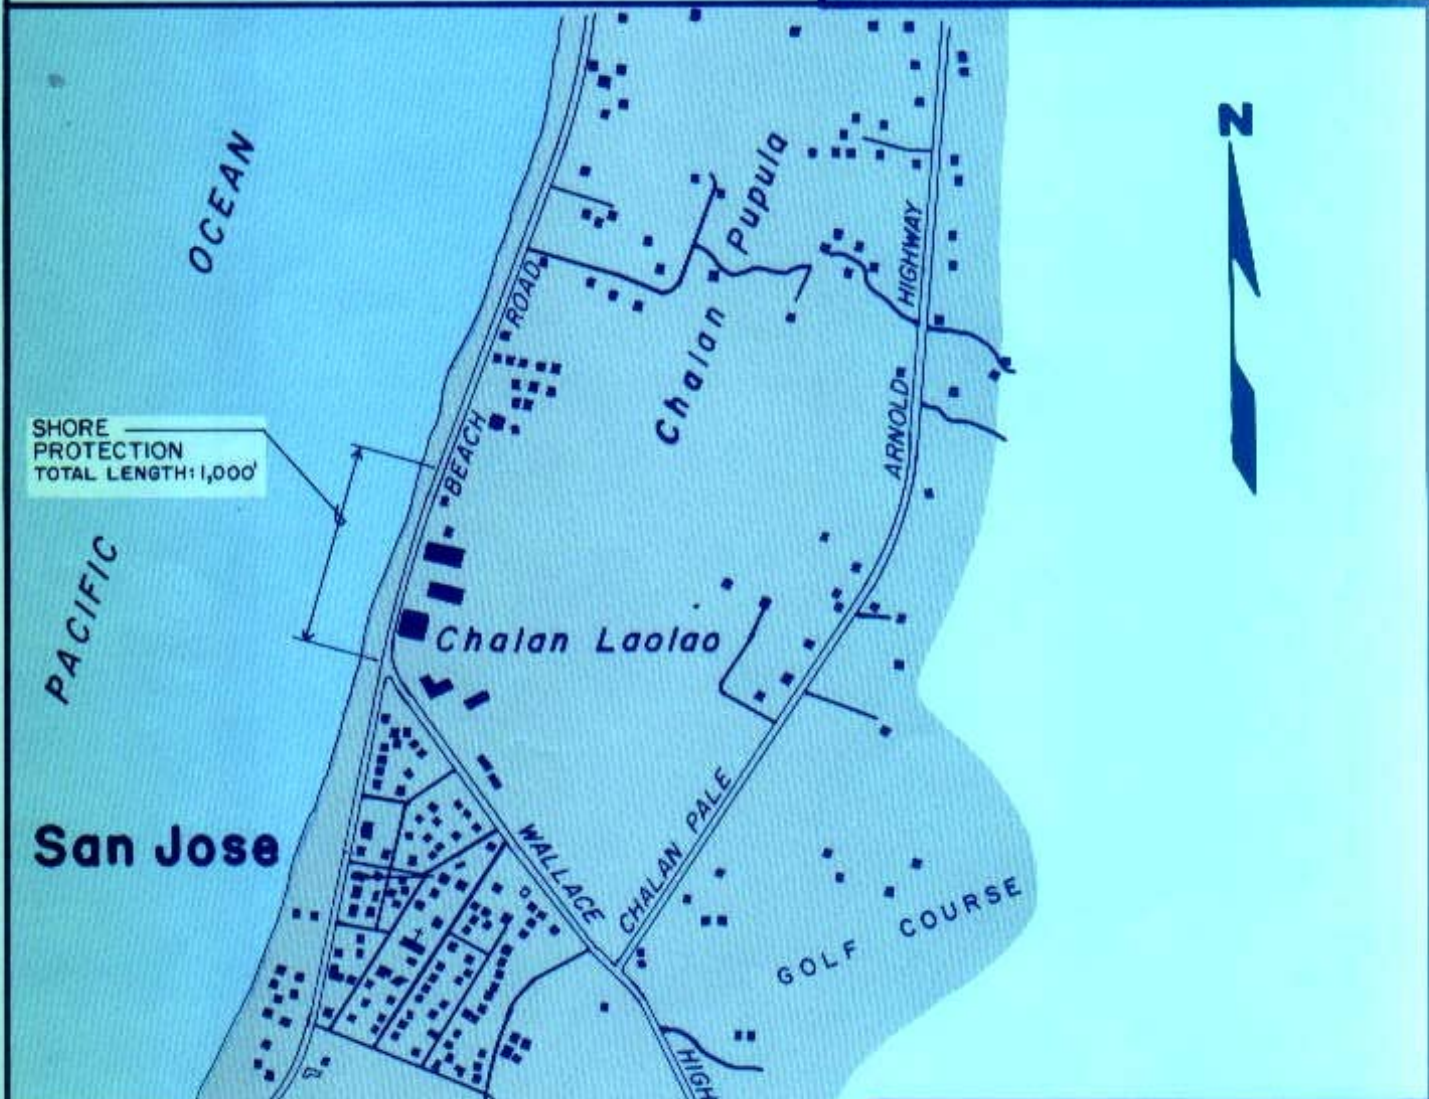 N
OCEAN
Pupula
HIGHWAY
ROAD
Chalan
ARNOLD
SHORE
PROTECTION
TOTAL LENGTH: 1,000'
BEACH
PACIFIC
Chalan Laolao
San Jose
WALLACE
CHALAN PALE
GOLF COURSE
HIGH